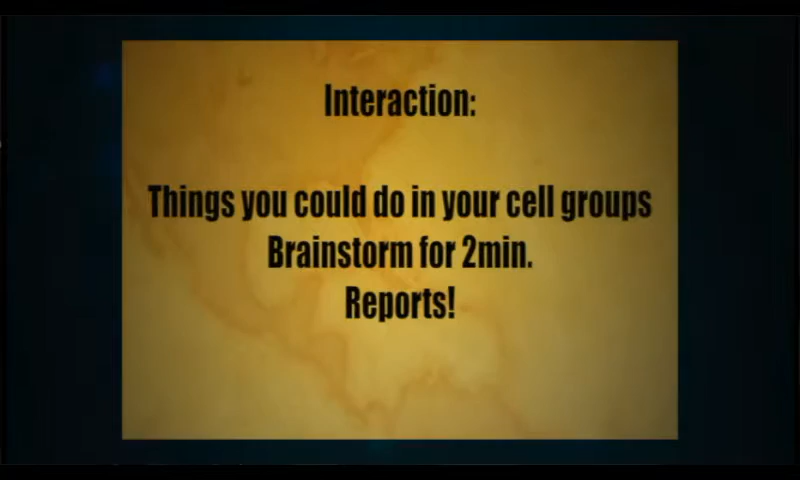 Interaction:
Things you could do in your cell groups
Brainstorm for 2min.
Reports!